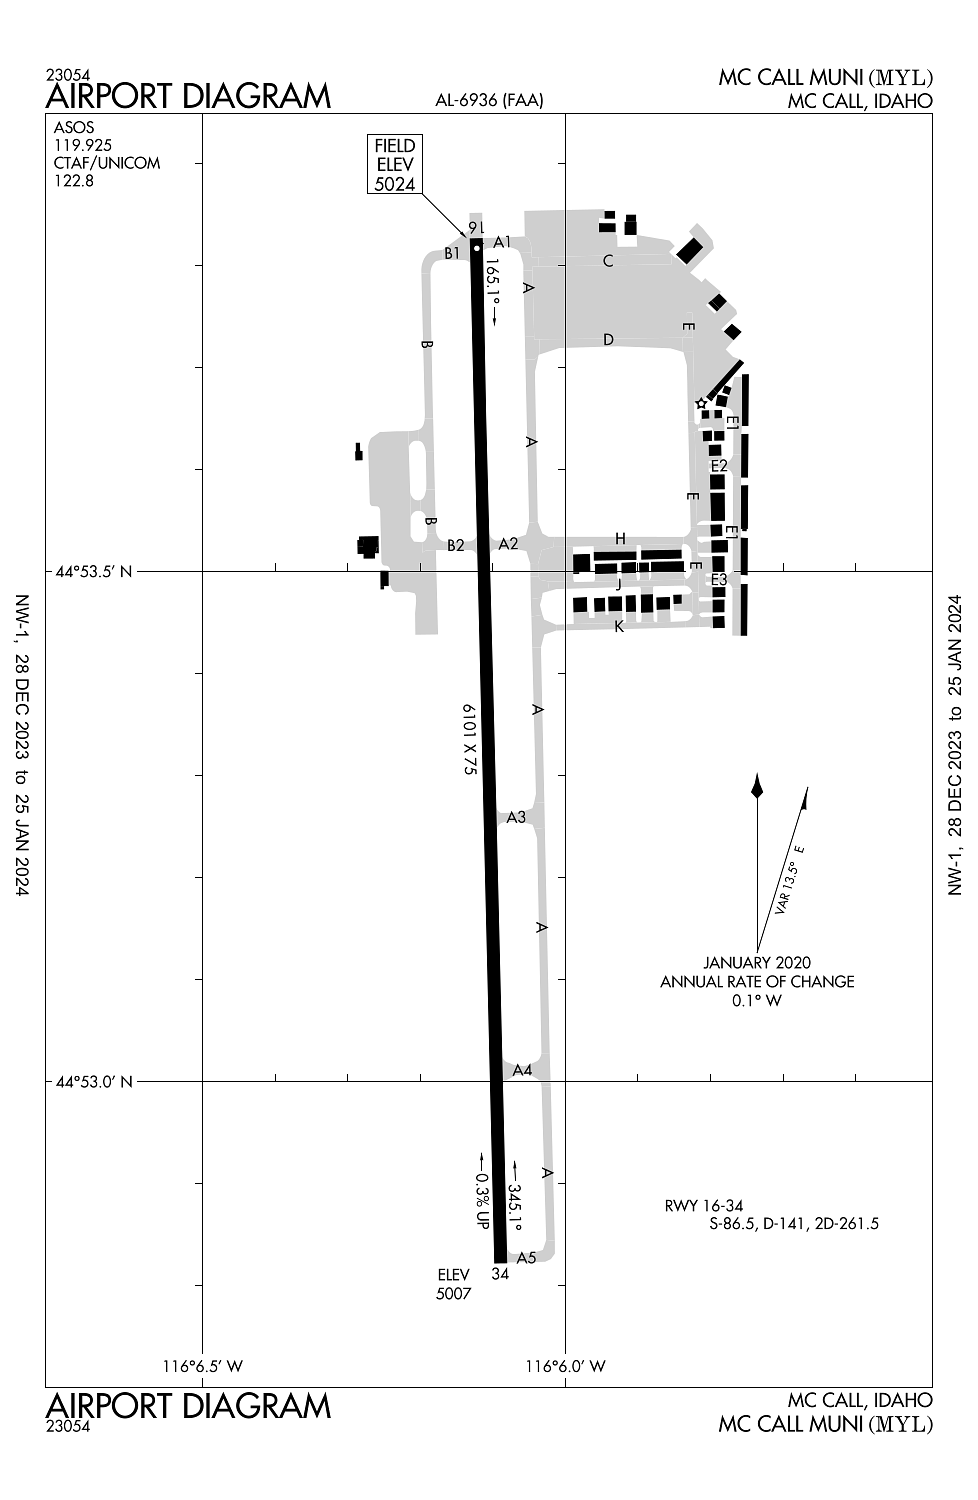 23054
AIRPORT DIAGRAM
AL-6936 (FAA)
MC CALL MUNI (MYL)
MC CALL, IDAHO
ASOS
119.925
CTAF/UNICOM
122.8
FIELD
ELEV
5024
16
A1
B1
165.1°
A
C
B
D
E
A
E1
E2
E
B
E1
B2
A2
H
E
44°53.5' N
J
E3
K
A
6101 X 75
A3
VAR 13.5° E
A
JANUARY 2020
ANNUAL RATE OF CHANGE
0.1° W
A4
44°53.0' N
A
0.3% UP
345.1°
RWY 16-34
S-86.5, D-141, 2D-261.5
A5
34
ELEV
5007
116°6.5' W
116°6.0' W
NW-1, 28 DEC 2023 to 25 JAN 2024
NW-1, 28 DEC 2023 to 25 JAN 2024
AIRPORT DIAGRAM
23054
MC CALL, IDAHO
MC CALL MUNI (MYL)